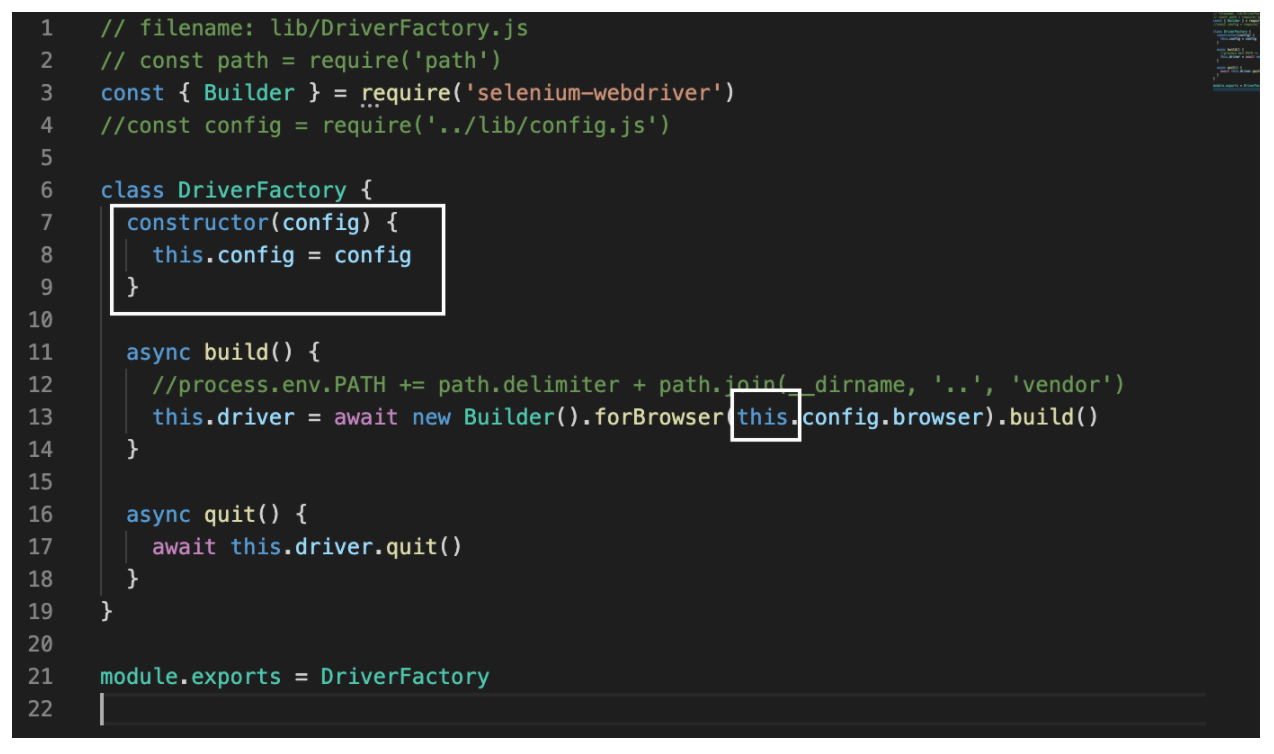 1 // filename: lib/DriverFactory.js
2 // const path = require('path')
3 const { Builder } = require('selenium-webdriver')
4 //const config = require('../lib/config.js')
5
6 class DriverFactory {
7 constructor(config) {
8 this.config = config
9 }
10
11 async build() {
12 //process.env.PATH += path.delimiter + path.join(__dirname, '..', 'vendor')
13 this.driver = await new Builder().forBrowser(this.config.browser).build()
14 }
15
16 async quit() {
17 await this.driver.quit()
18 }
19 }
20
21 module.exports = DriverFactory
22